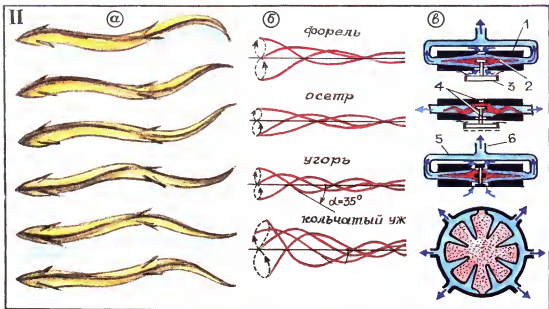 II
а
б
в
форель
осетр
угорь
α=35°
кольчатый уж
1
2
3
4
5
6